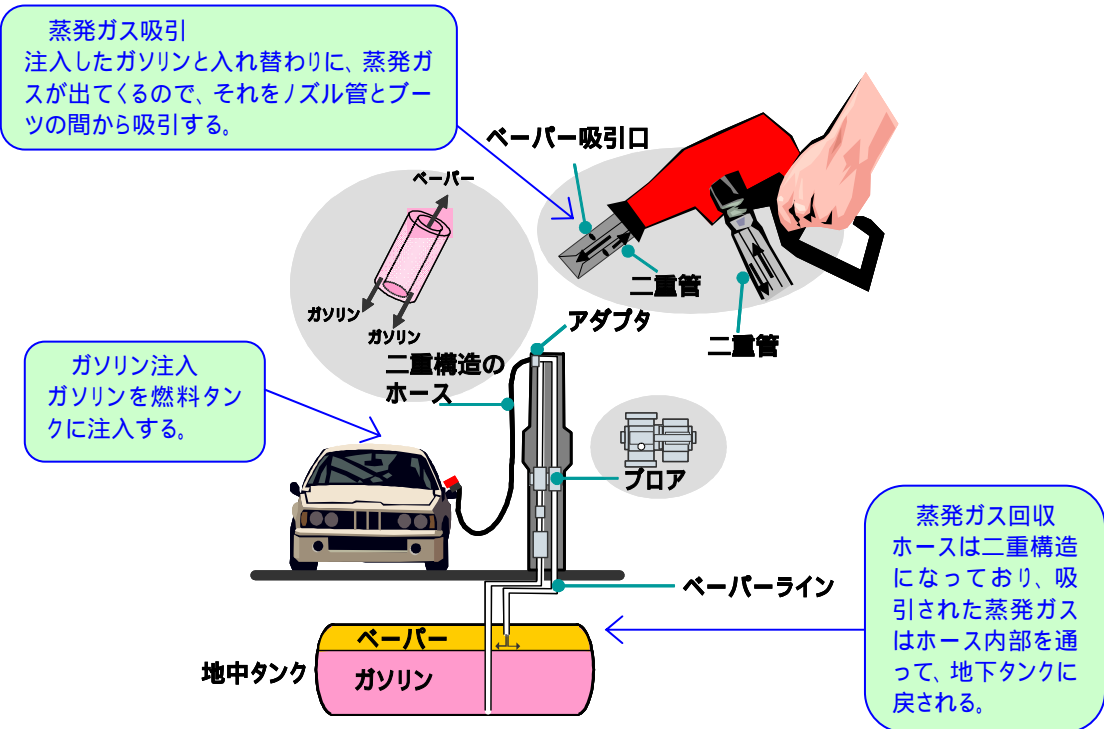 蒸発ガス吸引
注入したガソリンと入れ替わりに、蒸発ガ
スが出てくるので、それをノズル管とブー
ツの間から吸引する。
ベーパー吸引口
ベーパー
二重管
ガソリン
ガソリン
アダプタ
二重管
二重構造の
ホース
ガソリン注入
ガソリンを燃料タン
クに注入する。
ブロア
蒸発ガス回収
ホースは二重構造
になっており、吸
引された蒸発ガス
はホース内部を通
って、地下タンクに
戻される。
ベーパーライン
ベーパー
地中タンク
ガソリン